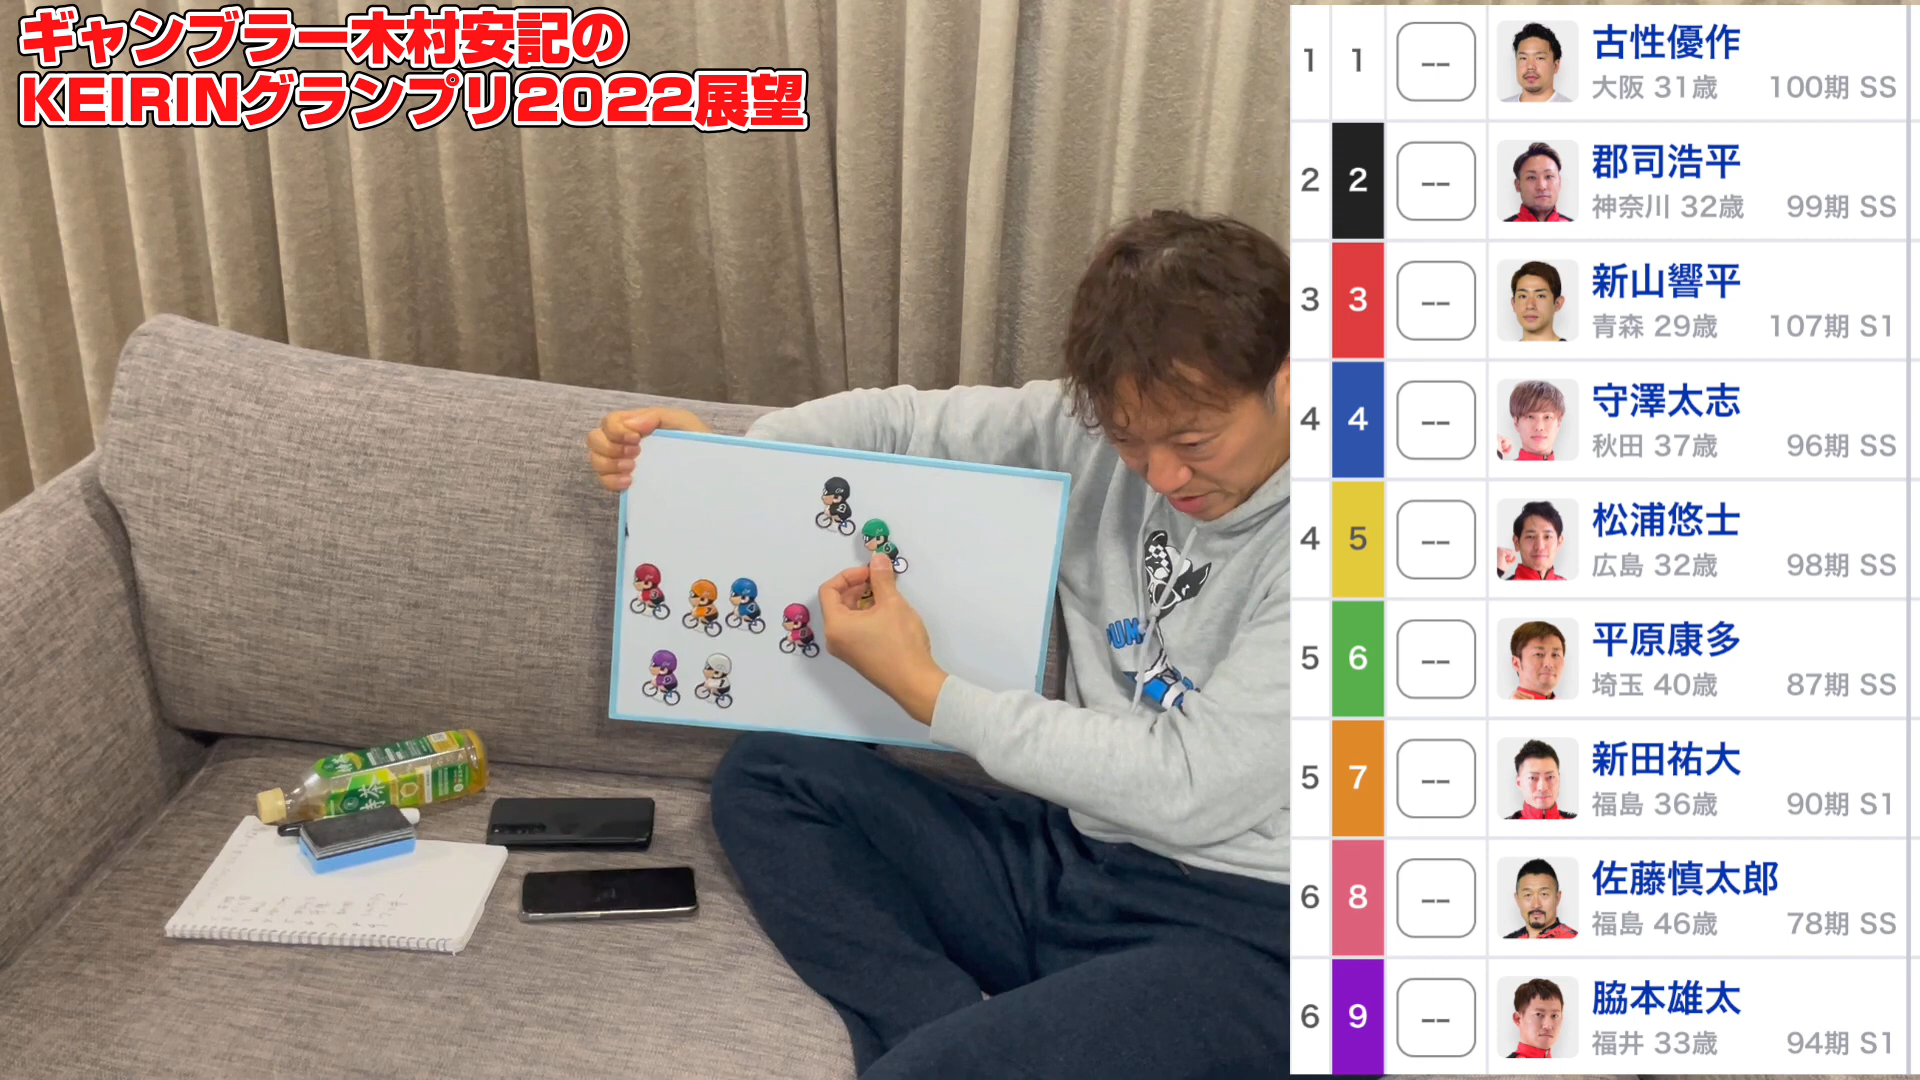 ギャンブラー木村安記の
KEIRINグランプリ2022展望
1 1 -- 古性優作
大阪 31歳 100期 SS
2 2 -- 郡司浩平
神奈川 32歳 99期 SS
3 3 -- 新山響平
青森 29歳 107期 S1
4 4 -- 守澤太志
秋田 37歳 96期 SS
4 5 -- 松浦悠士
広島 32歳 98期 SS
5 6 -- 平原康多
埼玉 40歳 87期 SS
5 7 -- 新田祐大
福島 36歳 90期 S1
6 8 -- 佐藤慎太郎
福島 46歳 78期 SS
6 9 -- 脇本雄太
福井 33歳 94期 S1